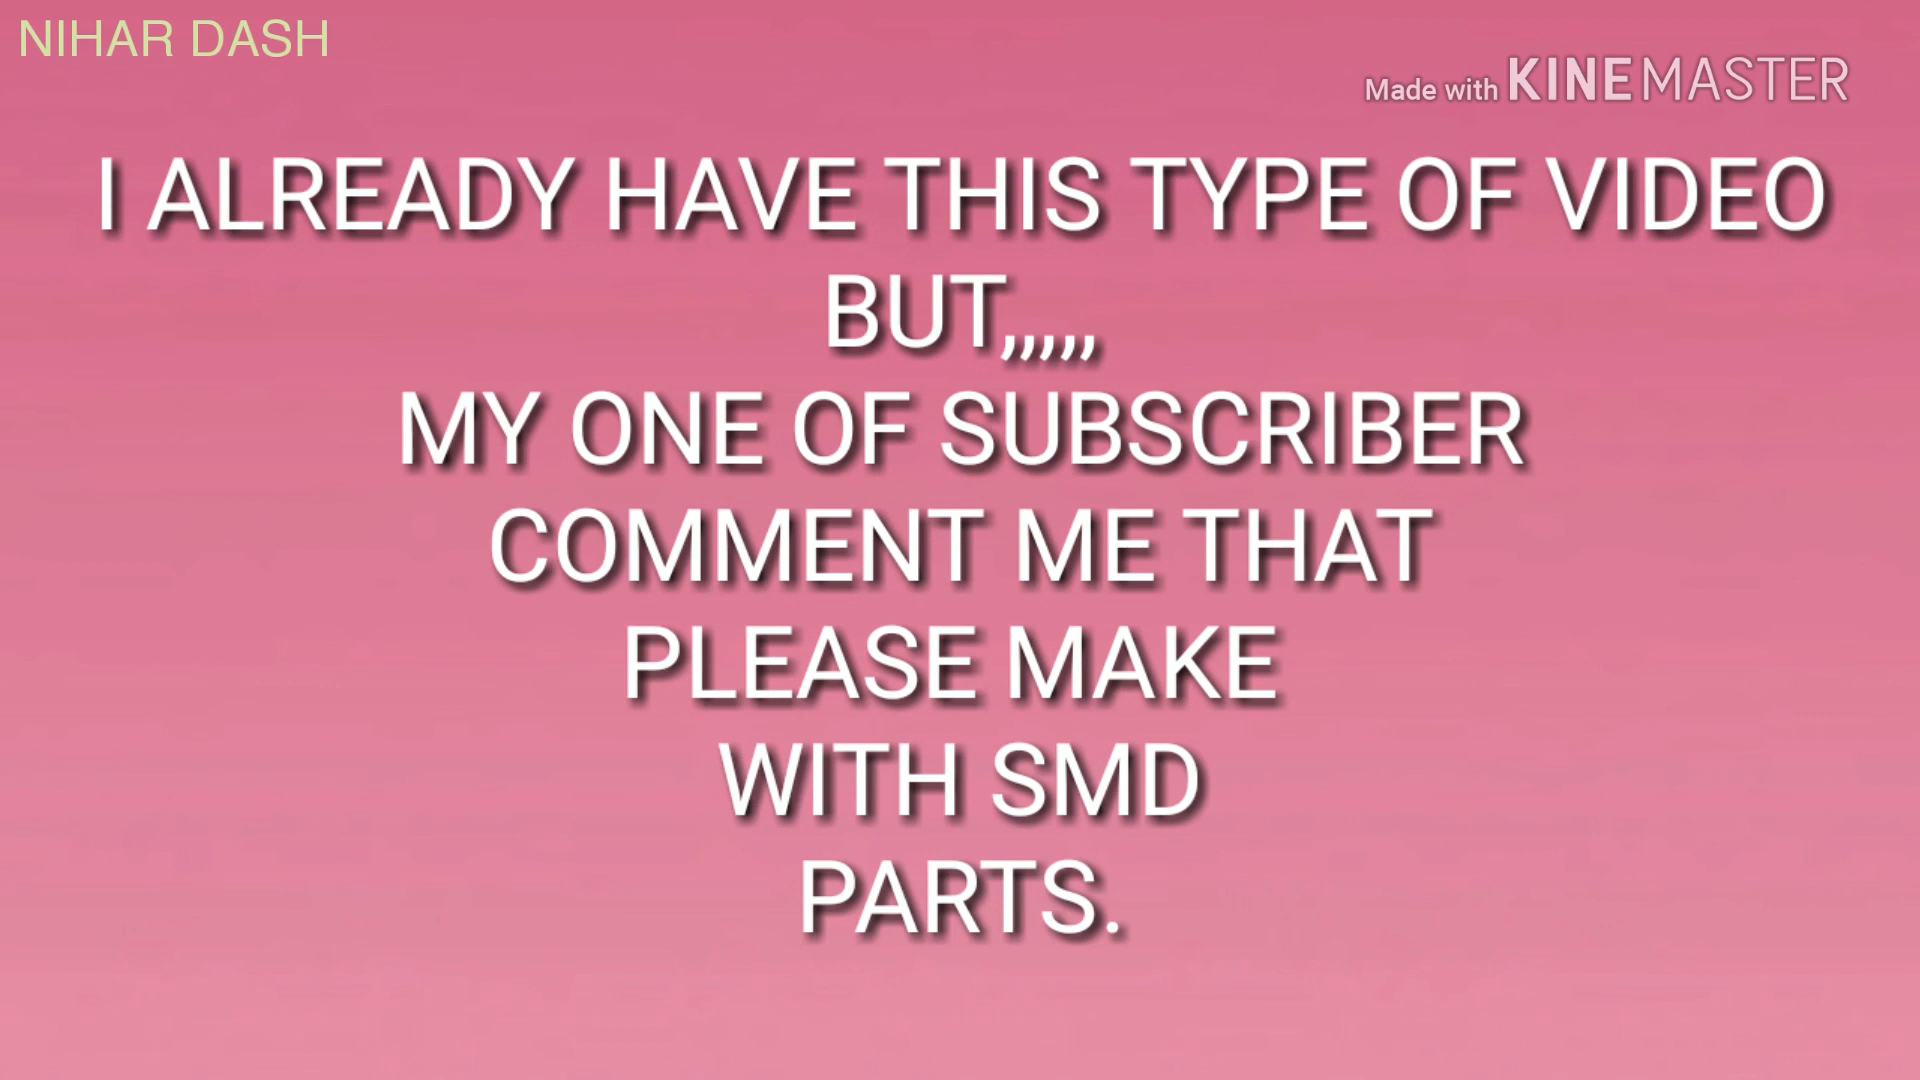 NIHAR DASH
Made with KINEMASTER
I ALREADY HAVE THIS TYPE OF VIDEO
BUT,,,,,
MY ONE OF SUBSCRIBER
COMMENT ME THAT
PLEASE MAKE
WITH SMD
PARTS.